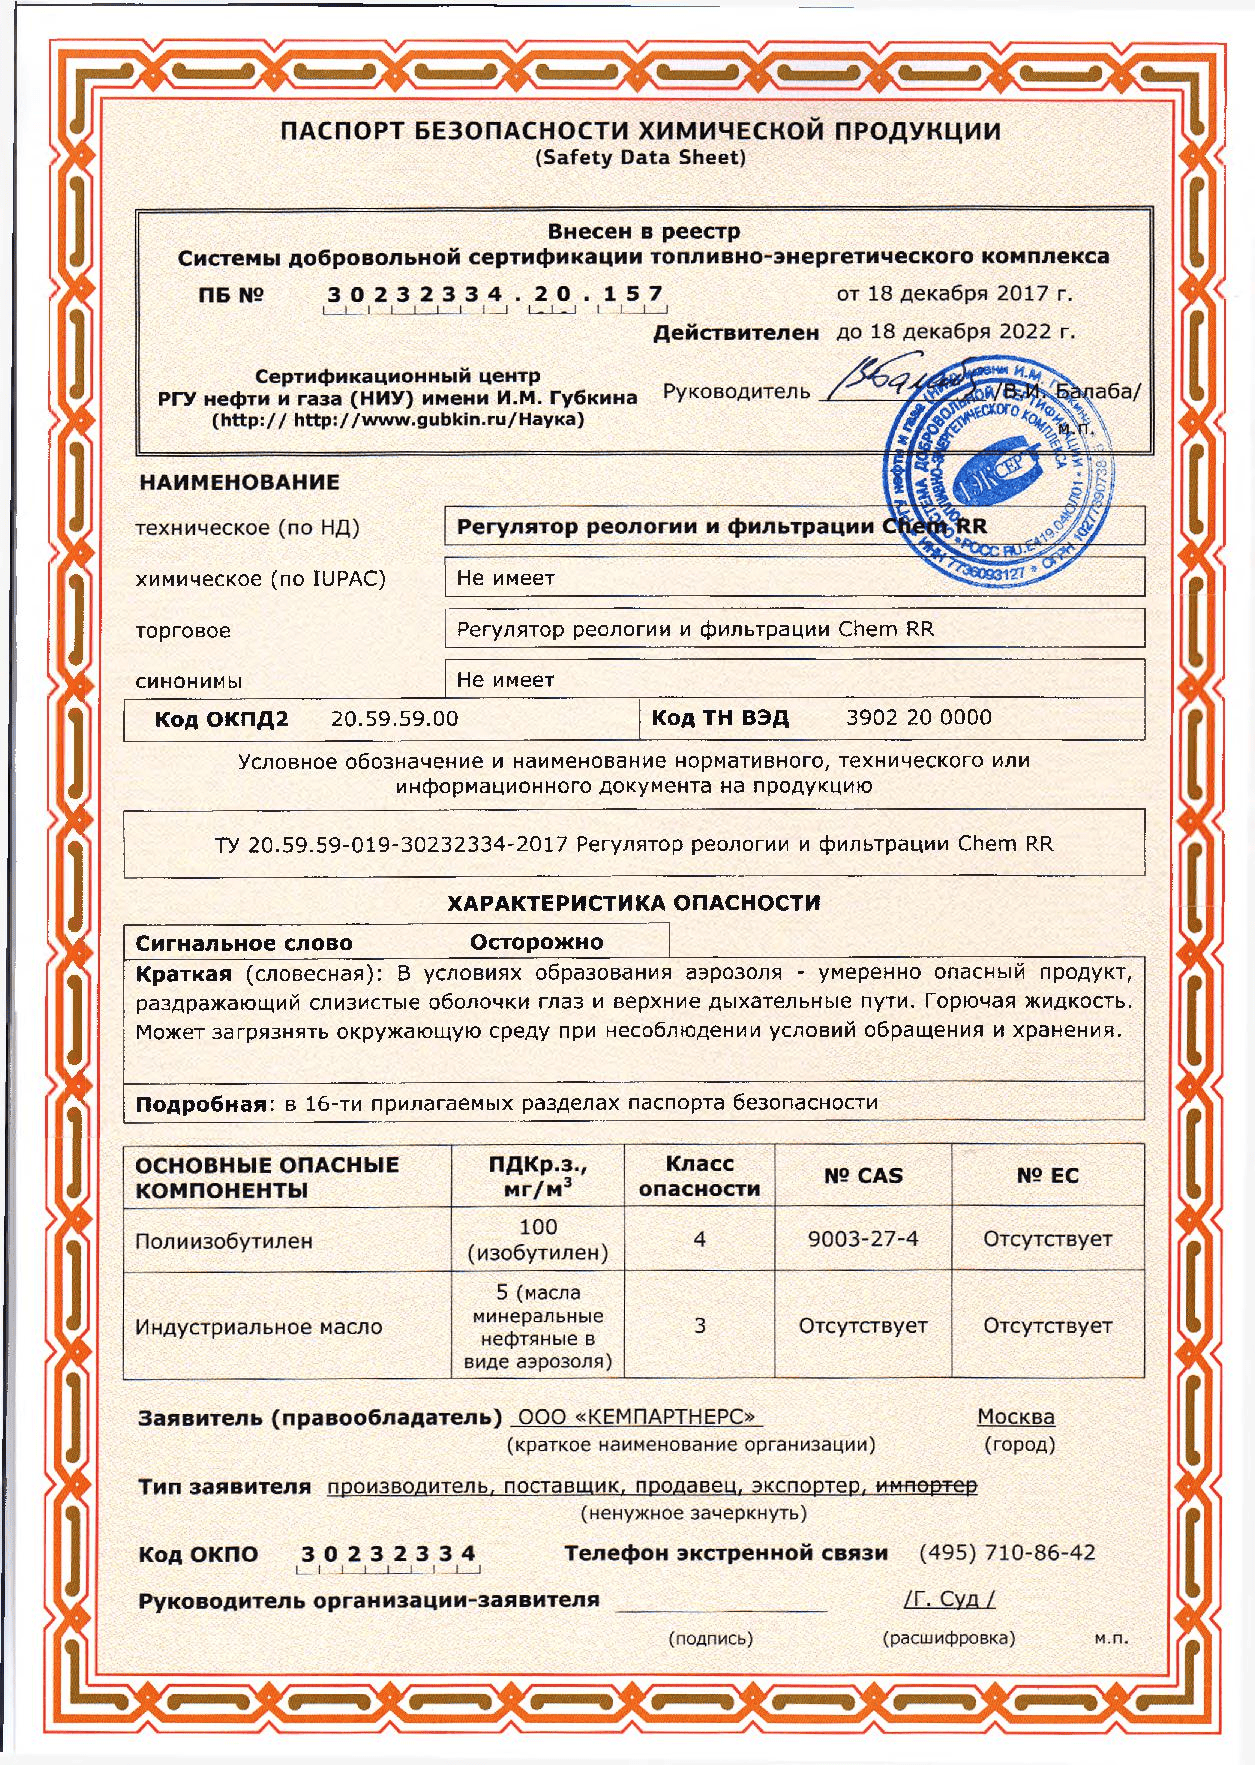 ПАСПОРТ БЕЗОПАСНОСТИ ХИМИЧЕСКОЙ ПРОДУКЦИИ
(Safety Data Sheet)
Внесен в реестр
Системы добровольной сертификации топливно-энергетического комплекса
ПБ № 30232334.20.157 от 18 декабря 2017 г.
Действителен до 18 декабря 2022 г.
Сертификационный центр
РГУ нефти и газа (НИУ) имени И.М. Губкина
(http:// http://www.gubkin.ru/Наука)
Руководитель /В.И. Балаба/
м.п.
НАИМЕНОВАНИЕ
техническое (по НД) Регулятор реологии и фильтрации Chem RR
химическое (по IUPAC) Не имеет
торговое Регулятор реологии и фильтрации Chem RR
синонимы Не имеет
Код ОКПД2 20.59.59.00 Код ТН ВЭД 3902 20 0000
Условное обозначение и наименование нормативного, технического или
информационного документа на продукцию
ТУ 20.59.59-019-30232334-2017 Регулятор реологии и фильтрации Chem RR
ХАРАКТЕРИСТИКА ОПАСНОСТИ
Сигнальное слово Осторожно
Краткая (словесная): В условиях образования аэрозоля - умеренно опасный продукт,
раздражающий слизистые оболочки глаз и верхние дыхательные пути. Горючая жидкость.
Может загрязнять окружающую среду при несоблюдении условий обращения и хранения.
Подробная: в 16-ти прилагаемых разделах паспорта безопасности
ОСНОВНЫЕ ОПАСНЫЕ КОМПОНЕНТЫ ПДКр.з., мг/м³ Класс опасности № CAS № ЕС
Полиизобутилен 100 (изобутилен) 4 9003-27-4 Отсутствует
Индустриальное масло 5 (масла минеральные нефтяные в виде аэрозоля) 3 Отсутствует Отсутствует
Заявитель (правообладатель) ООО «КЕМПАРТНЕРС» Москва
(краткое наименование организации) (город)
Тип заявителя производитель, поставщик, продавец, экспортер, импортер
(ненужное зачеркнуть)
Код ОКПО 30232334 Телефон экстренной связи (495) 710-86-42
Руководитель организации-заявителя /Г. Суд /
(подпись) (расшифровка) м.п.